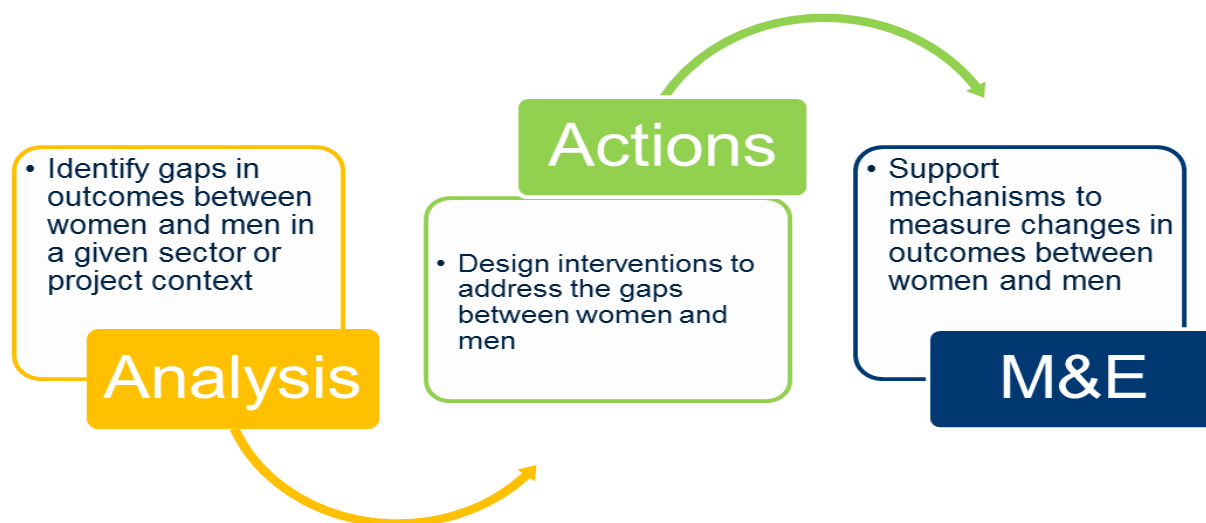 • Identify gaps in
outcomes between
women and men in
a given sector or
project context
Analysis
Actions
• Design interventions to
address the gaps
between women and
men
• Support
mechanisms to
measure changes in
outcomes between
women and men
M&E